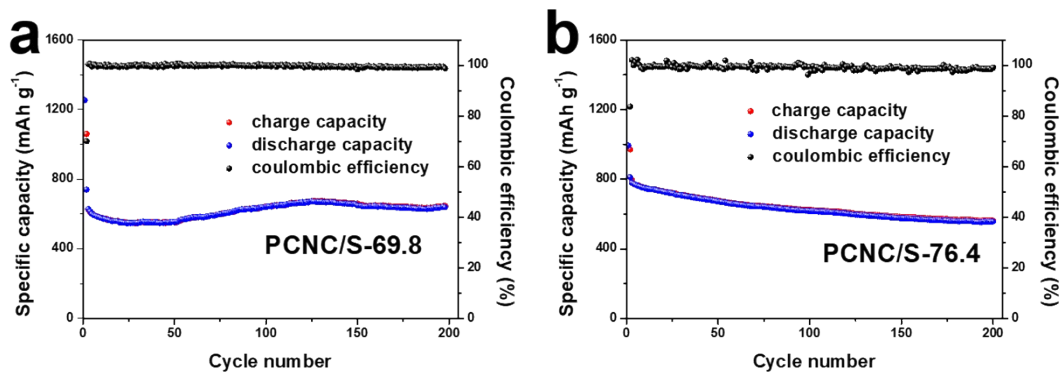 a
Specific capacity (mAh g-1)
1600
1200
800
400
0
charge capacity
discharge capacity
coulombic efficiency
PCNC/S-69.8
100
80
60
40
20
0
Coulombic efficiency (%)
0 50 100 150 200
Cycle number
b
Specific capacity (mAh g-1)
1600
1200
800
400
0
charge capacity
discharge capacity
coulombic efficiency
PCNC/S-76.4
100
80
60
40
20
0
Coulombic efficiency (%)
0 50 100 150 200
Cycle number